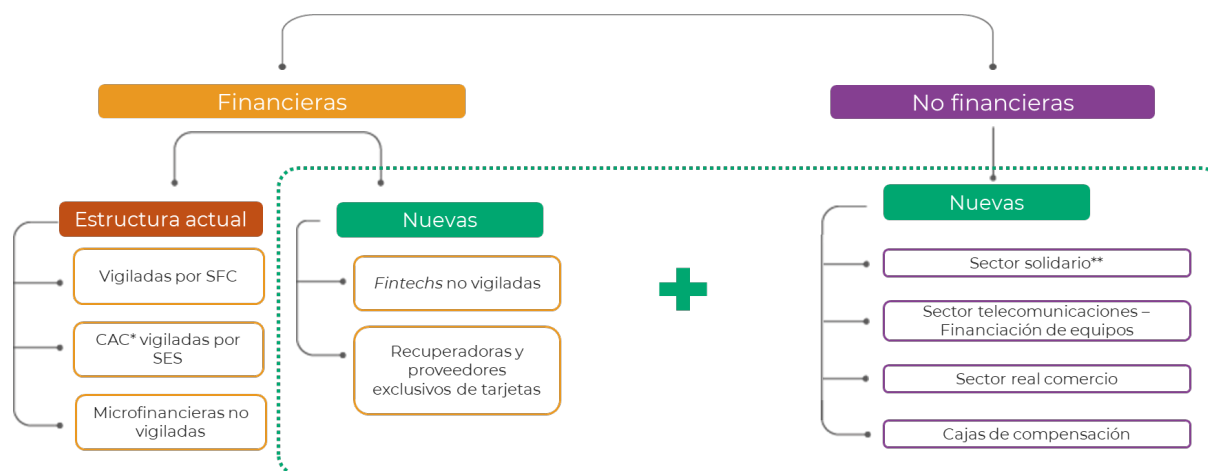 Financieras
No financieras
Estructura actual
Vigiladas por SFC
CAC* vigiladas por
SES
Microfinancieras no
vigiladas
Nuevas
Fintechs no vigiladas
Recuperadoras y
proveedores
exclusivos de tarjetas
Nuevas
Sector solidario**
Sector telecomunicaciones –
Financiación de equipos
Sector real comercio
Cajas de compensación